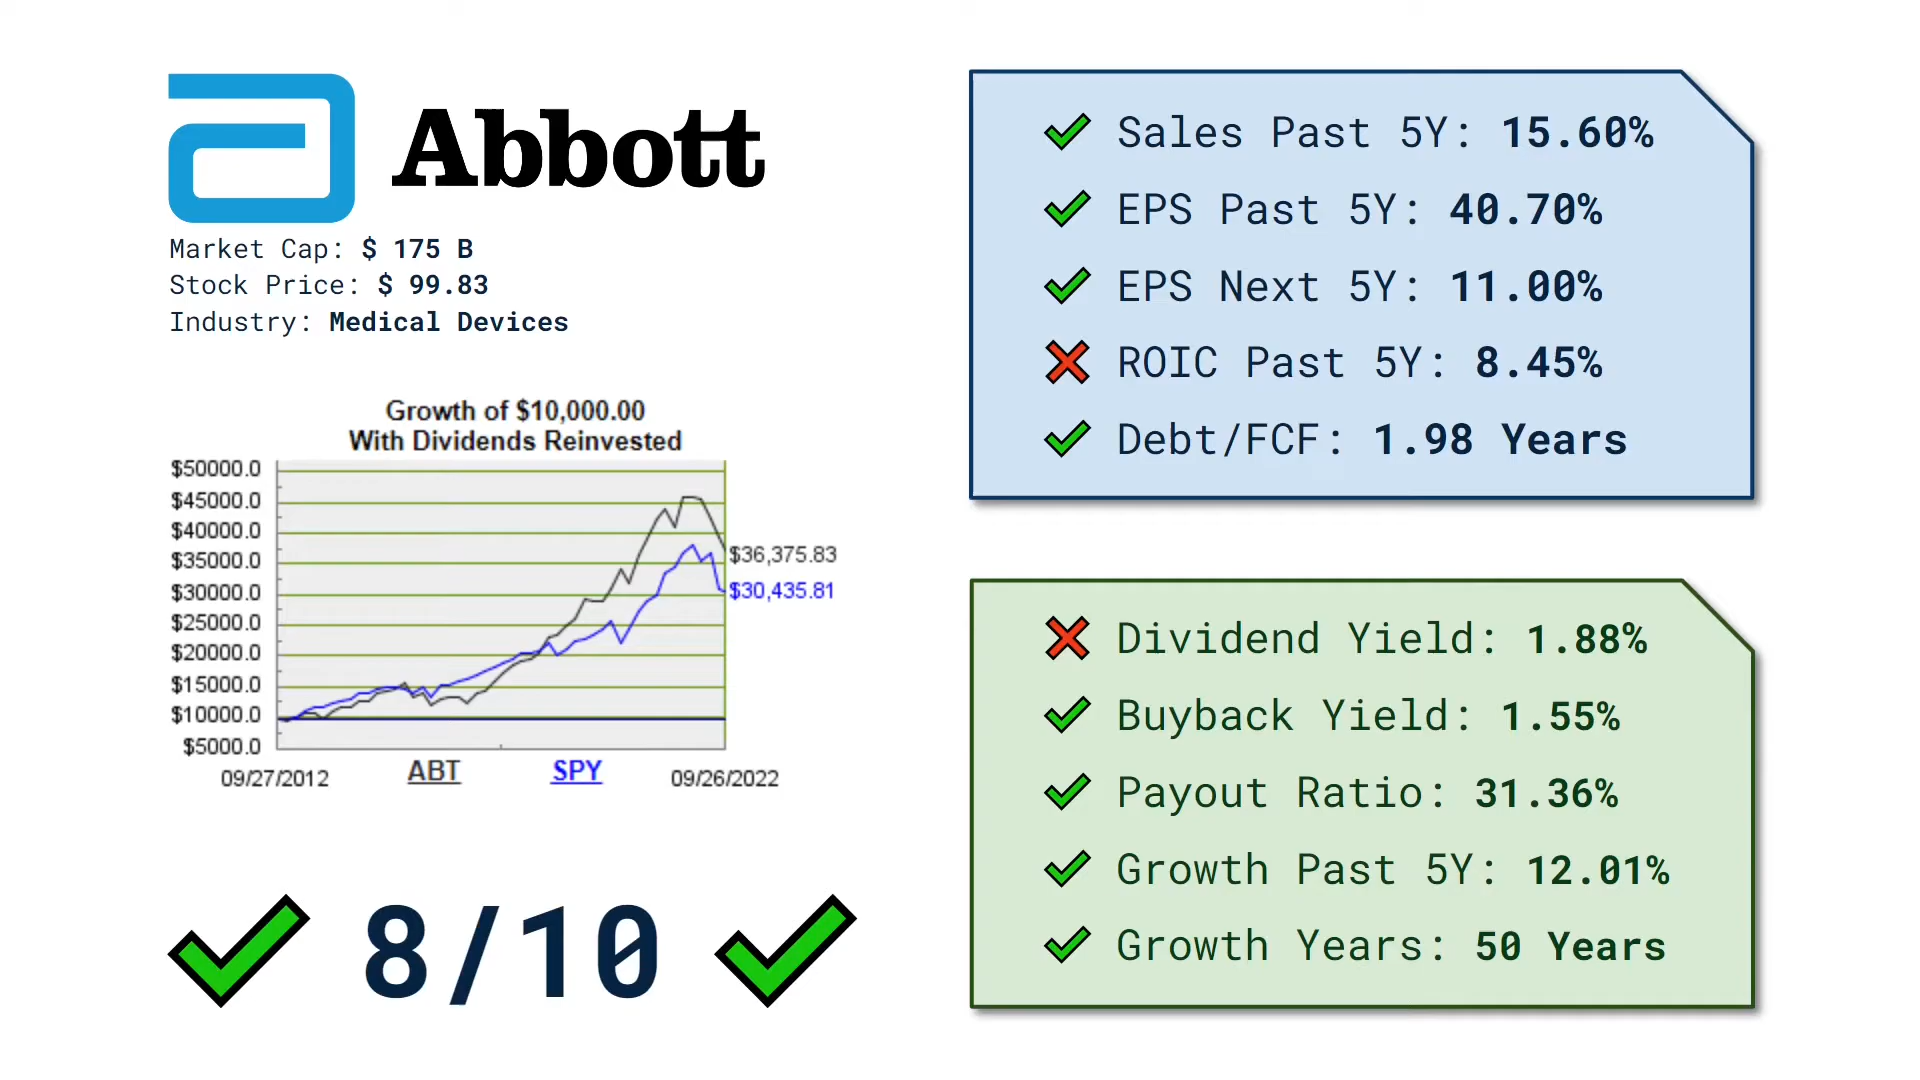 Abbott
Market Cap: $ 175 B
Stock Price: $ 99.83
Industry: Medical Devices
Growth of $10,000.00
With Dividends Reinvested
$50000.0
$45000.0
$40000.0
$35000.0
$30000.0
$25000.0
$20000.0
$15000.0
$10000.0
$5000.0
$36,375.83
$30,435.81
09/27/2012 ABT SPY 09/26/2022
8/10
Sales Past 5Y: 15.60%
EPS Past 5Y: 40.70%
EPS Next 5Y: 11.00%
ROIC Past 5Y: 8.45%
Debt/FCF: 1.98 Years
Dividend Yield: 1.88%
Buyback Yield: 1.55%
Payout Ratio: 31.36%
Growth Past 5Y: 12.01%
Growth Years: 50 Years